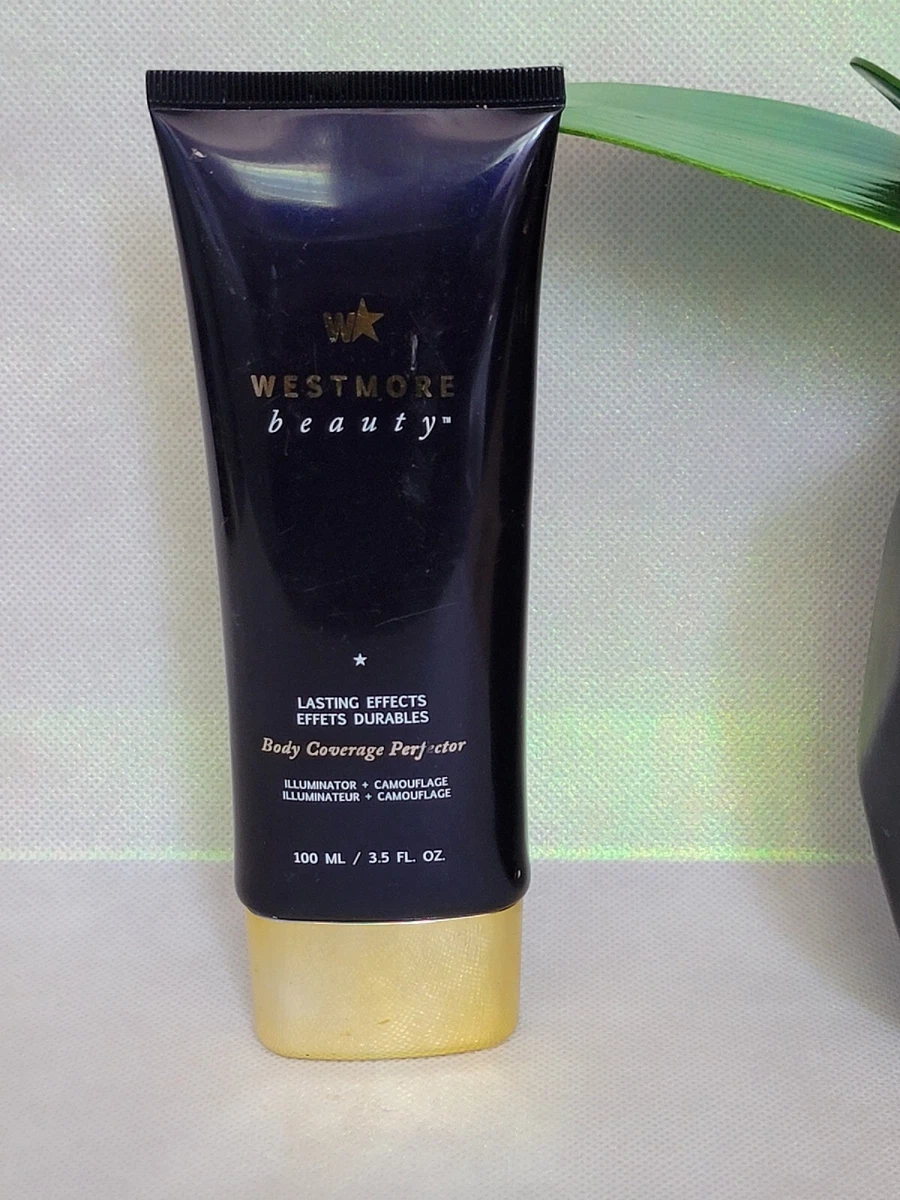 W
WESTMORE
beauty™
LASTING EFFECTS
EFFETS DURABLES
Body Coverage Perfector
ILLUMINATOR + CAMOUFLAGE
ILLUMINATEUR + CAMOUFLAGE
100 ML / 3.5 FL. OZ.